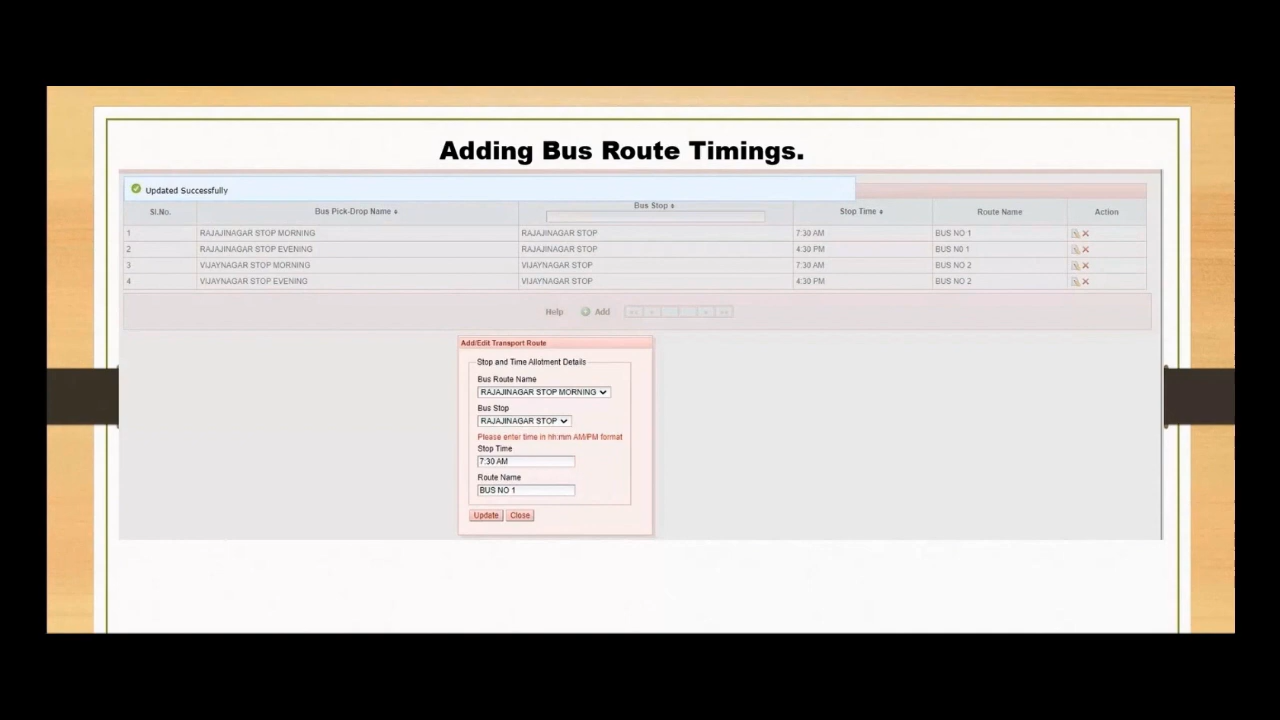 Adding Bus Route Timings.
Updated Successfully
Sl.No. Bus Pick-Drop Name Bus Stop Stop Time Route Name Action
1 RAJAJINAGAR STOP MORNING RAJAJINAGAR STOP 7:30 AM BUS NO 1
2 RAJAJINAGAR STOP EVENING RAJAJINAGAR STOP 4:30 PM BUS N0 1
3 VIJAYNAGAR STOP MORNING VIJAYNAGAR STOP 7:30 AM BUS NO 2
4 VIJAYNAGAR STOP EVENING VIJAYNAGAR STOP 4:30 PM BUS NO 2
Help Add
Add/Edit Transport Route
Stop and Time Allotment Details
Bus Route Name
RAJAJINAGAR STOP MORNING
Bus Stop
RAJAJINAGAR STOP
Please enter time in hh:mm AM/PM format
Stop Time
7:30 AM
Route Name
BUS NO 1
Update Close